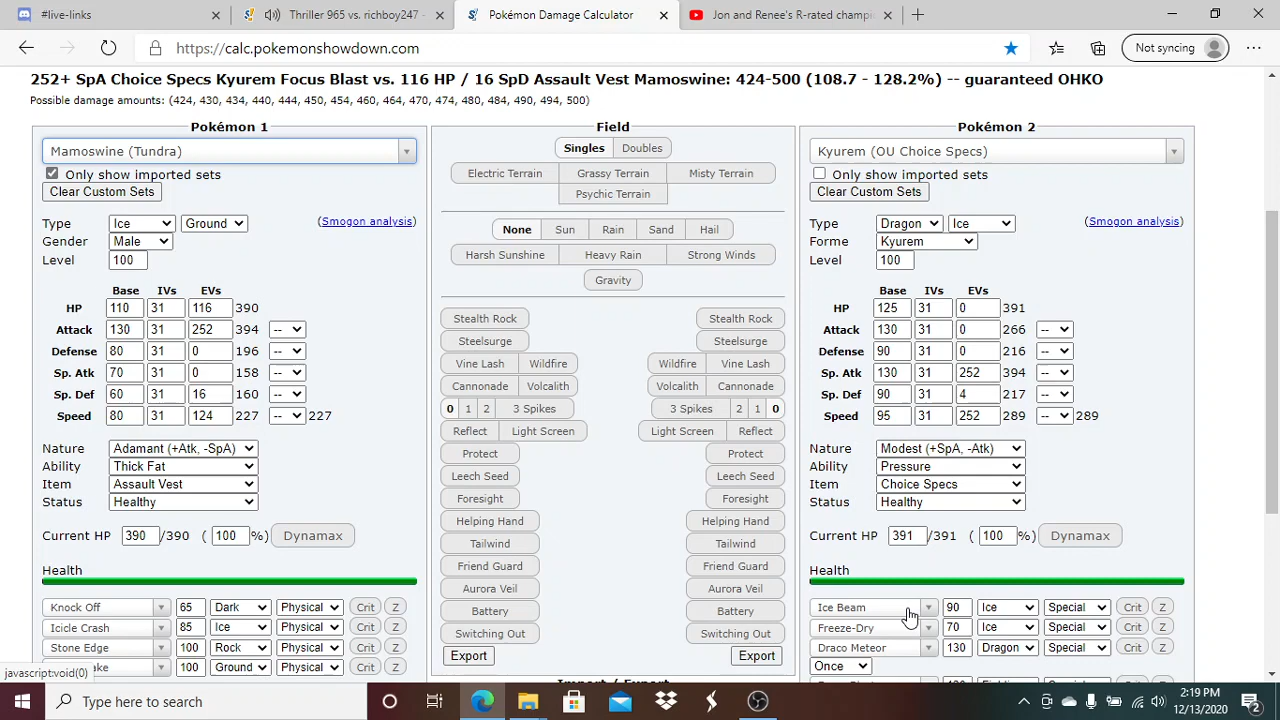 #live-links
Thriller 965 vs. richboy247 -
Pokémon Damage Calculator
Jon and Renee's R-rated champi
https://calc.pokemonshowdown.com
Not syncing
252+ SpA Choice Specs Kyurem Focus Blast vs. 116 HP / 16 SpD Assault Vest Mamoswine: 424-500 (108.7 - 128.2%) -- guaranteed OHKO
Possible damage amounts: (424, 430, 434, 440, 444, 450, 454, 460, 464, 470, 474, 480, 484, 490, 494, 500)
Pokémon 1
Mamoswine (Tundra)
Only show imported sets
Clear Custom Sets
Type Ice Ground (Smogon analysis)
Gender Male
Level 100
Base IVs EVs
HP 110 31 116 390
Attack 130 31 252 394 --
Defense 80 31 0 196 --
Sp. Atk 70 31 0 158 --
Sp. Def 60 31 16 160 --
Speed 80 31 124 227 -- 227
Nature Adamant (+Atk, -SpA)
Ability Thick Fat
Item Assault Vest
Status Healthy
Current HP 390 /390 ( 100 %) Dynamax
Health
Knock Off 65 Dark Physical Crit Z
Icicle Crash 85 Ice Physical Crit Z
Stone Edge 100 Rock Physical Crit Z
100 Ground Physical Crit Z
javascript:void(0)
Field
Singles Doubles
Electric Terrain Grassy Terrain Misty Terrain
Psychic Terrain
None Sun Rain Sand Hail
Harsh Sunshine Heavy Rain Strong Winds
Gravity
Stealth Rock Stealth Rock
Steelsurge Steelsurge
Vine Lash Wildfire Wildfire Vine Lash
Cannonade Volcalith Volcalith Cannonade
0 1 2 3 Spikes 3 Spikes 2 1 0
Reflect Light Screen Light Screen Reflect
Protect Protect
Leech Seed Leech Seed
Foresight Foresight
Helping Hand Helping Hand
Tailwind Tailwind
Friend Guard Friend Guard
Aurora Veil Aurora Veil
Battery Battery
Switching Out Switching Out
Export Export
Pokémon 2
Kyurem (OU Choice Specs)
Only show imported sets
Clear Custom Sets
Type Dragon Ice (Smogon analysis)
Forme Kyurem
Level 100
Base IVs EVs
HP 125 31 0 391
Attack 130 31 0 266 --
Defense 90 31 0 216 --
Sp. Atk 130 31 252 394 --
Sp. Def 90 31 4 217 --
Speed 95 31 252 289 -- 289
Nature Modest (+SpA, -Atk)
Ability Pressure
Item Choice Specs
Status Healthy
Current HP 391 /391 ( 100 %) Dynamax
Health
Ice Beam 90 Ice Special Crit Z
Freeze-Dry 70 Ice Special Crit Z
Draco Meteor 130 Dragon Special Crit Z
Once
Type here to search
2:19 PM
12/13/2020
2